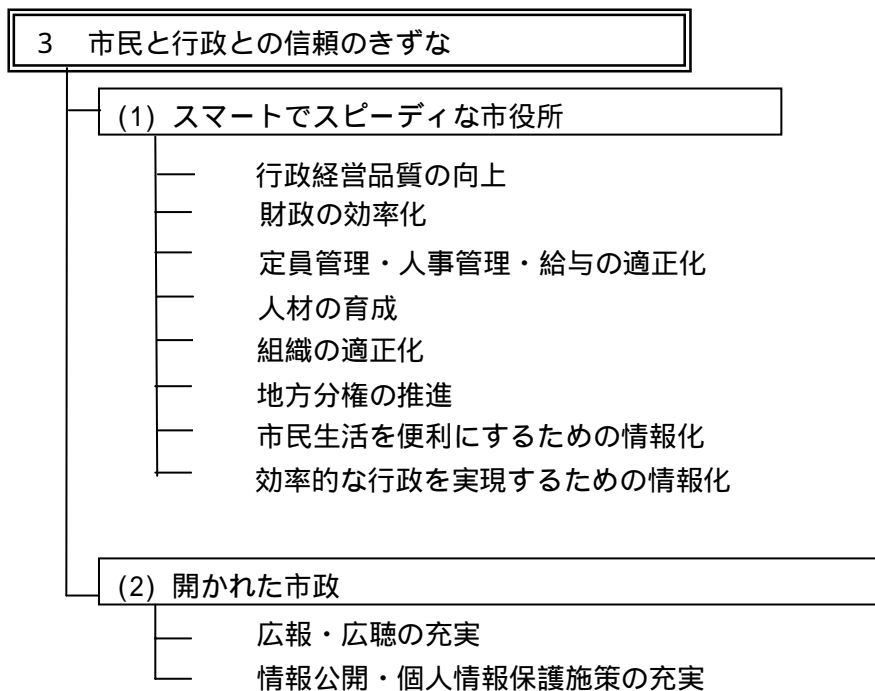 3　市民と行政との信頼のきずな
(1) スマートでスピーディな市役所
行政経営品質の向上
財政の効率化
定員管理・人事管理・給与の適正化
人材の育成
組織の適正化
地方分権の推進
市民生活を便利にするための情報化
効率的な行政を実現するための情報化
(2) 開かれた市政
広報・広聴の充実
情報公開・個人情報保護施策の充実